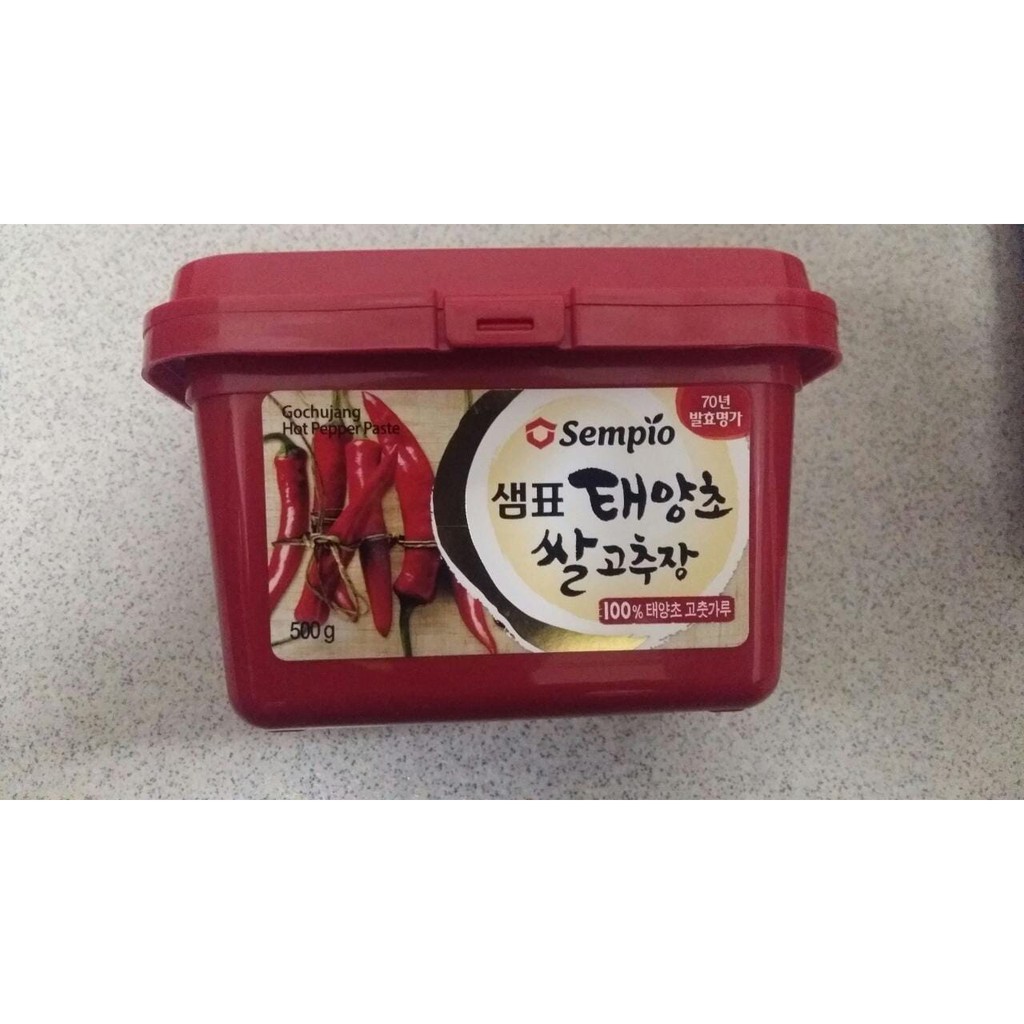 Gochujang
Hot Pepper Paste
Sempio
70년
발효명가
샘표 태양초
쌀 고추장
100% 태양초 고춧가루
500 g